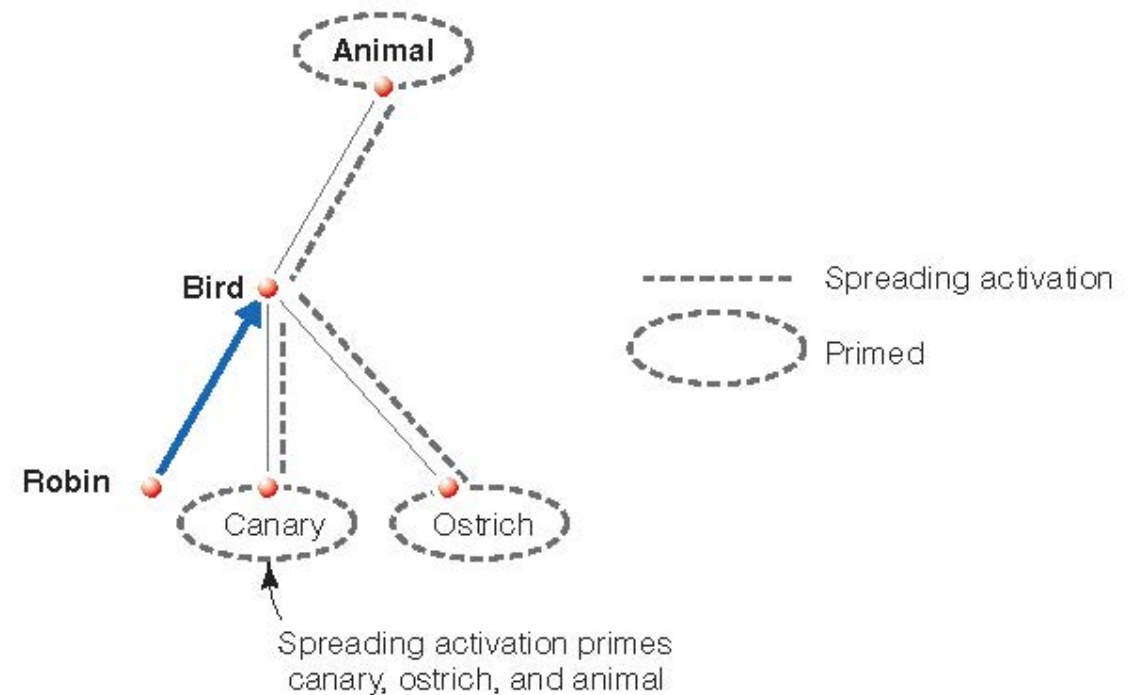 Animal
Bird
Spreading activation
Primed
Robin
Canary
Ostrich
Spreading activation primes
canary, ostrich, and animal